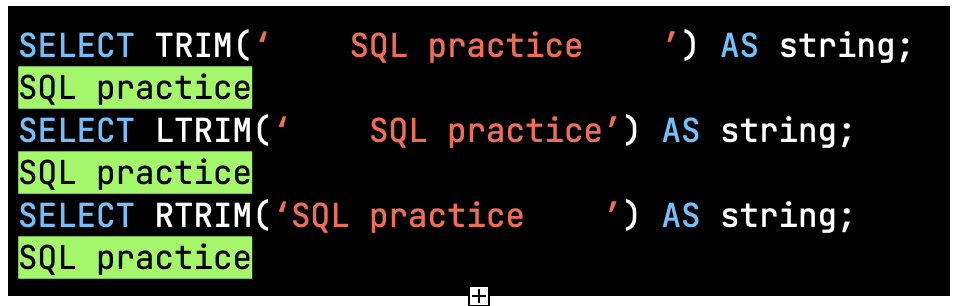 SELECT TRIM(‘    SQL practice    ’) AS string;
SQL practice
SELECT LTRIM(‘    SQL practice’) AS string;
SQL practice
SELECT RTRIM(‘SQL practice    ’) AS string;
SQL practice